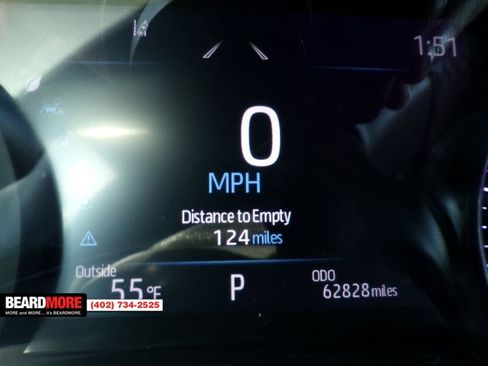 1:51
0
MPH
Distance to Empty
124 miles
Outside
55°F
P
ODO
62828 miles
BEARDMORE
MORE and MORE... It's BEARDMORE.
(402) 734-2525